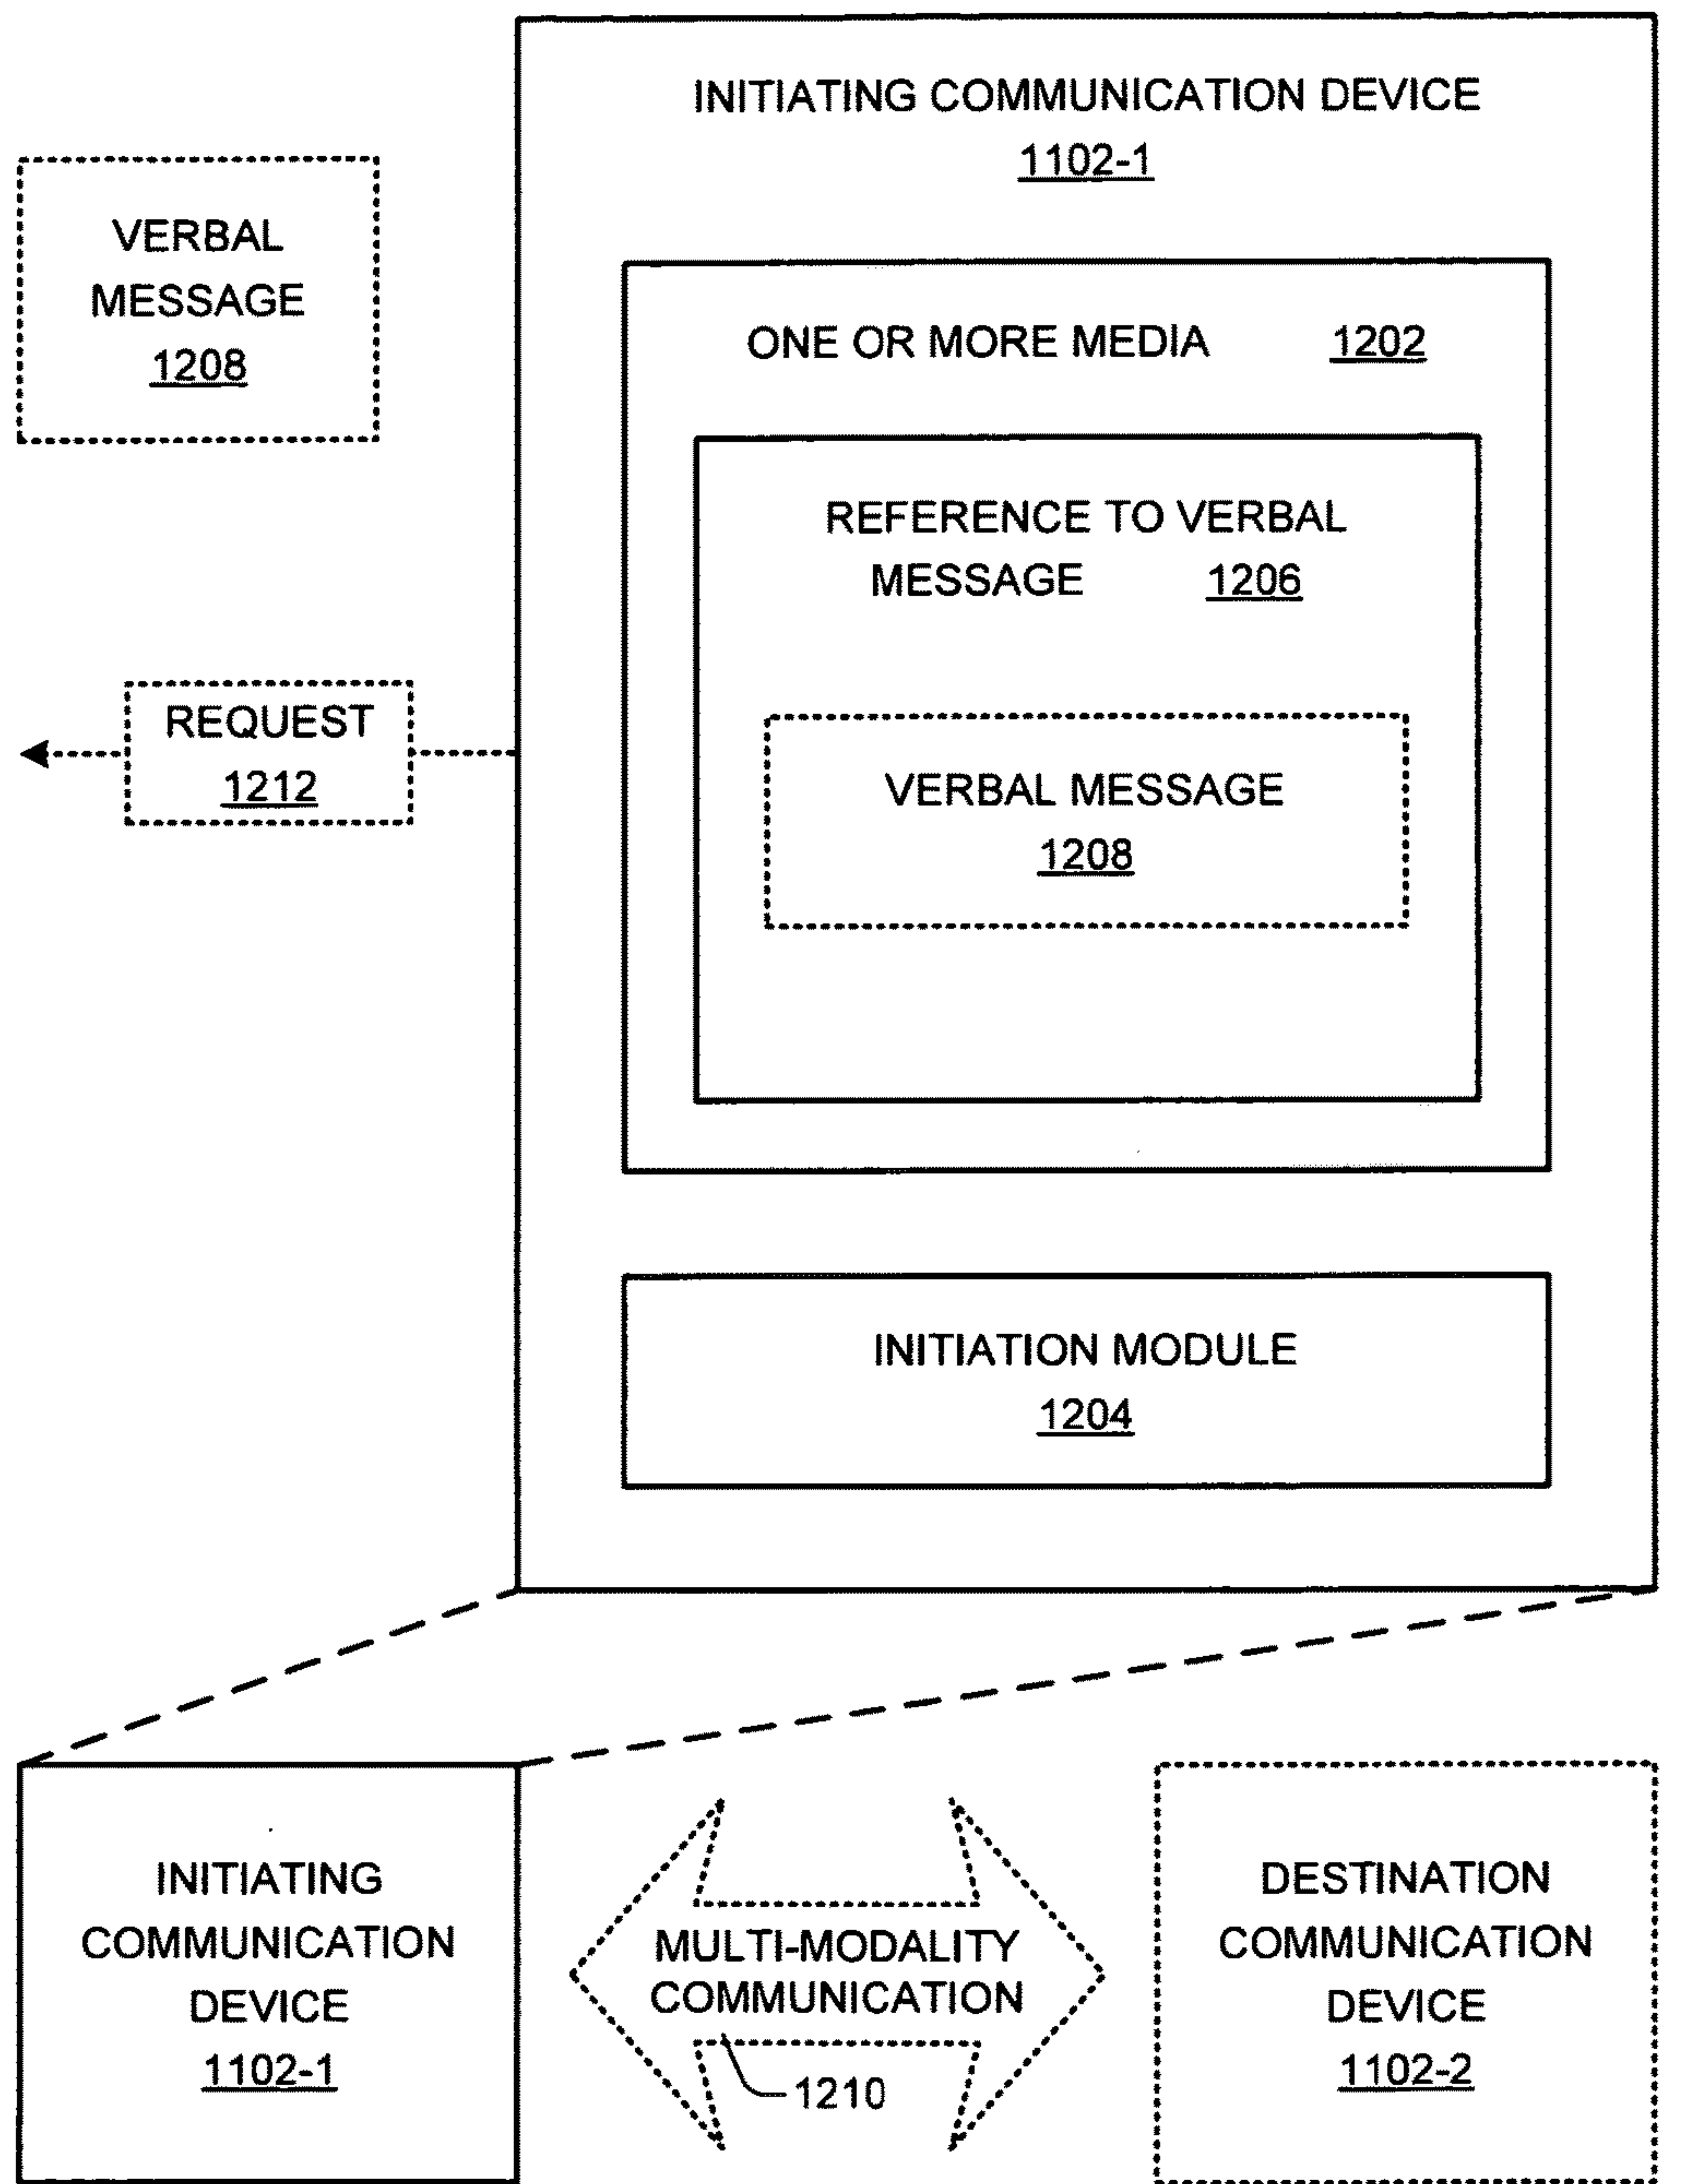 INITIATING COMMUNICATION DEVICE
1102-1
VERBAL
MESSAGE
1208
ONE OR MORE MEDIA 1202
REFERENCE TO VERBAL
MESSAGE 1206
REQUEST
1212
VERBAL MESSAGE
1208
INITIATION MODULE
1204
INITIATING
COMMUNICATION
DEVICE
1102-1
MULTI-MODALITY
COMMUNICATION
1210
DESTINATION
COMMUNICATION
DEVICE
1102-2